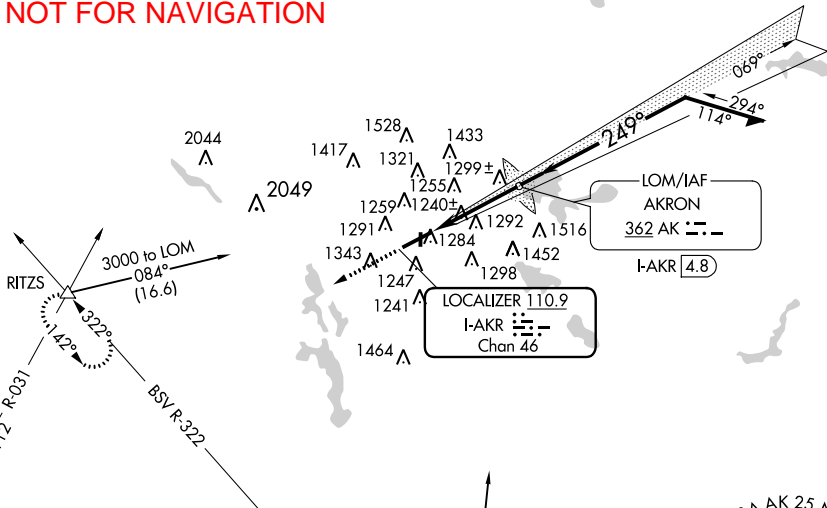 NOT FOR NAVIGATION
069°
294°
114°
249°
1528
1433
2044
1417
1321
1299±
1255
2049
1259
1240±
1291
1292
1516
1284
1343
1452
1247
1298
1241
1464
LOM/IAF
AKRON
362 AK
I-AKR 4.8
3000 to LOM
084°
(16.6)
RITZS
322°
142°
LOCALIZER 110.9
I-AKR
Chan 46
R-031
BSV R-322
AK 25